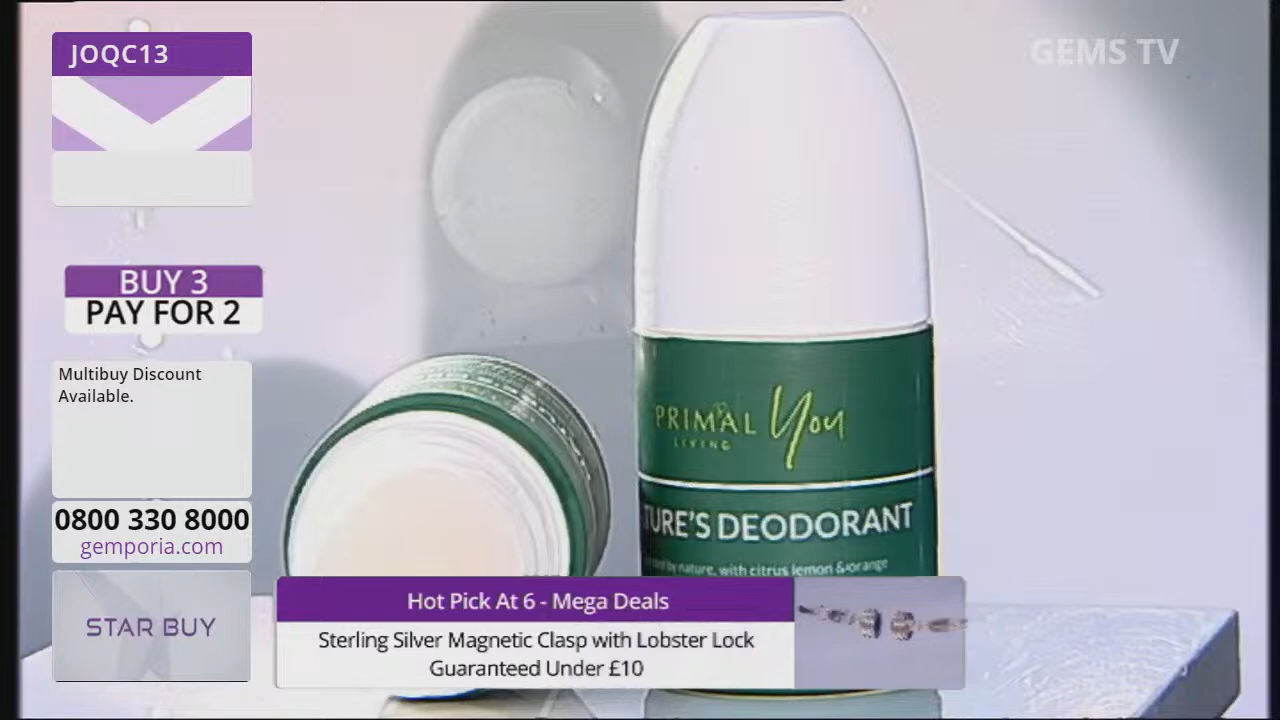 JOQC13
GEMS TV
BUY 3
PAY FOR 2
Multibuy Discount
Available.
0800 330 8000
gemporia.com
STAR BUY
PRIMAL You
LIVING
TURE'S DEODORANT
by nature, with citrus lemon & orange
Hot Pick At 6 - Mega Deals
Sterling Silver Magnetic Clasp with Lobster Lock
Guaranteed Under £10